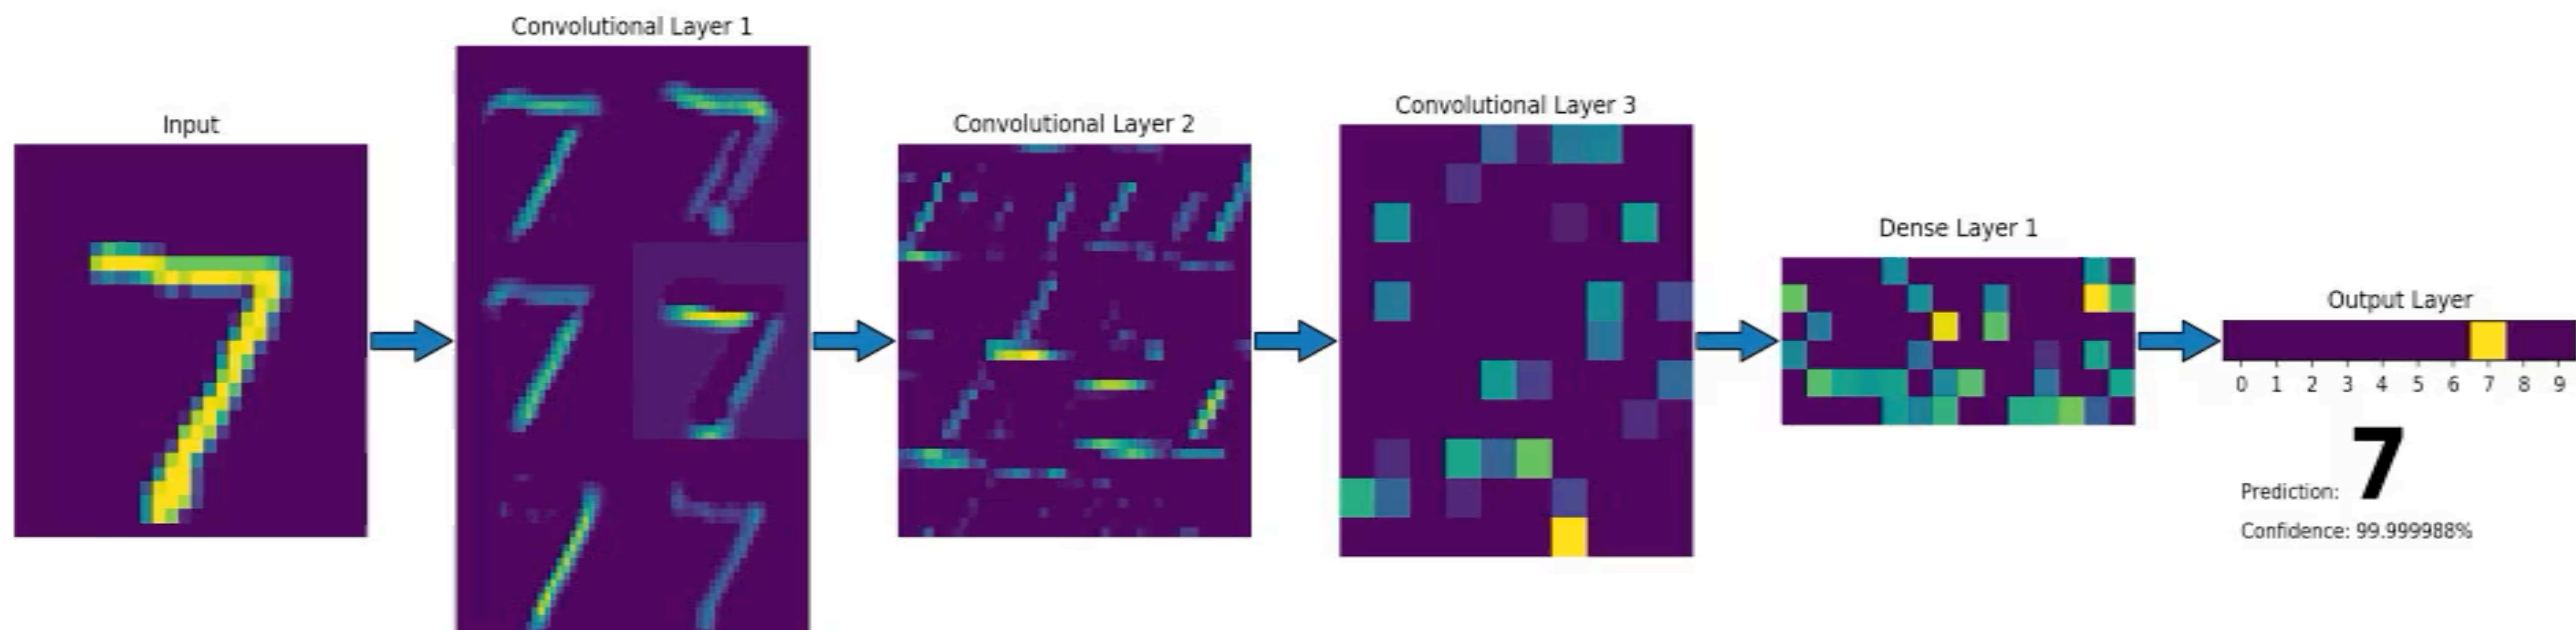 Input
Convolutional Layer 1
Convolutional Layer 2
Convolutional Layer 3
Dense Layer 1
Output Layer
0 1 2 3 4 5 6 7 8 9
Prediction: 7
Confidence: 99.999988%